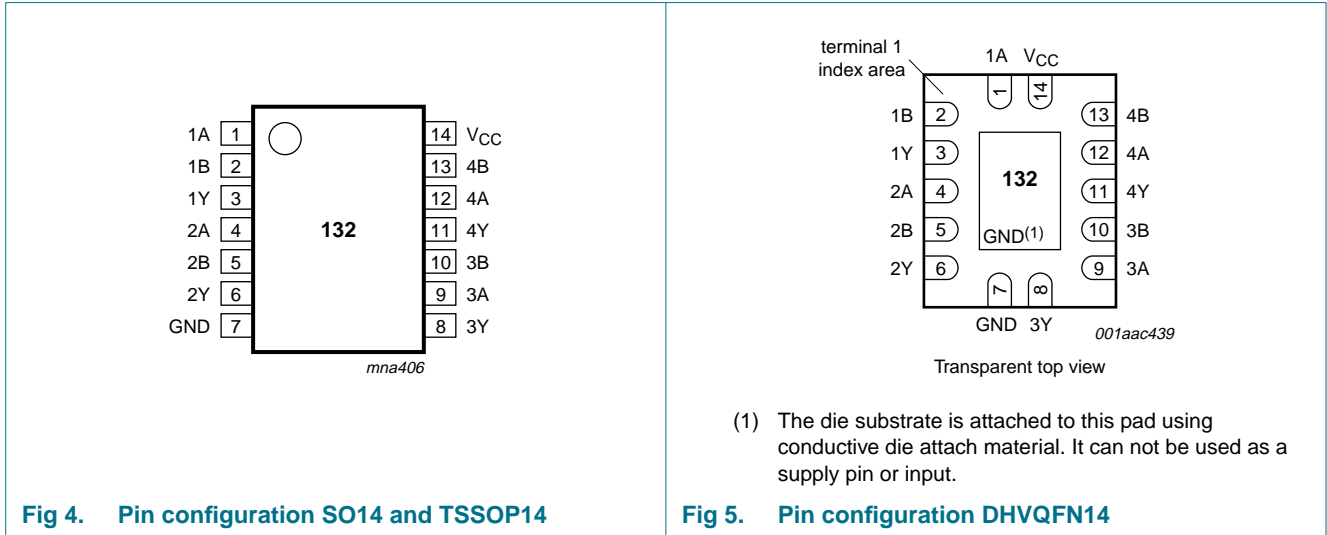 1A 1 14 VCC
1B 2 13 4B
1Y 3 12 4A
2A 4 132 11 4Y
2B 5 10 3B
2Y 6 9 3A
GND 7 8 3Y
mna406
Fig 4. Pin configuration SO14 and TSSOP14
terminal 1
index area
1A VCC
1 14
1B 2 13 4B
1Y 3 12 4A
132
2A 4 11 4Y
2B 5 GND(1) 10 3B
2Y 6 9 3A
7 8
GND 3Y
001aac439
Transparent top view
(1) The die substrate is attached to this pad using
conductive die attach material. It can not be used as a
supply pin or input.
Fig 5. Pin configuration DHVQFN14